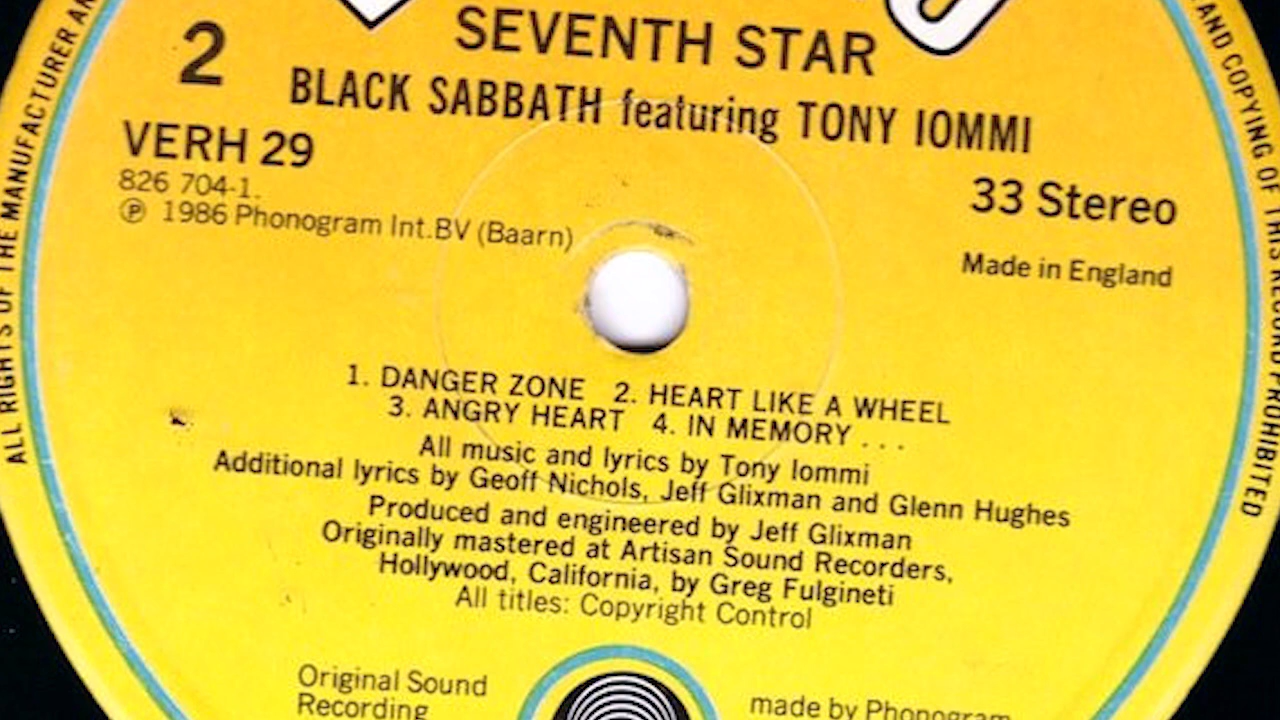 SEVENTH STAR
2
BLACK SABBATH featuring TONY IOMMI
VERH 29
826 704-1.
℗ 1986 Phonogram Int.BV (Baarn)
33 Stereo
Made in England
1. DANGER ZONE 2. HEART LIKE A WHEEL
3. ANGRY HEART 4. IN MEMORY . . .
All music and lyrics by Tony Iommi
Additional lyrics by Geoff Nichols, Jeff Glixman and Glenn Hughes
Produced and engineered by Jeff Glixman
Originally mastered at Artisan Sound Recorders,
Hollywood, California, by Greg Fulgineti
All titles: Copyright Control
Original Sound
Recording
made by Phonogram
ALL RIGHTS OF THE MANUFACTURER
AND COPYING OF THIS RECORD PROHIBITED